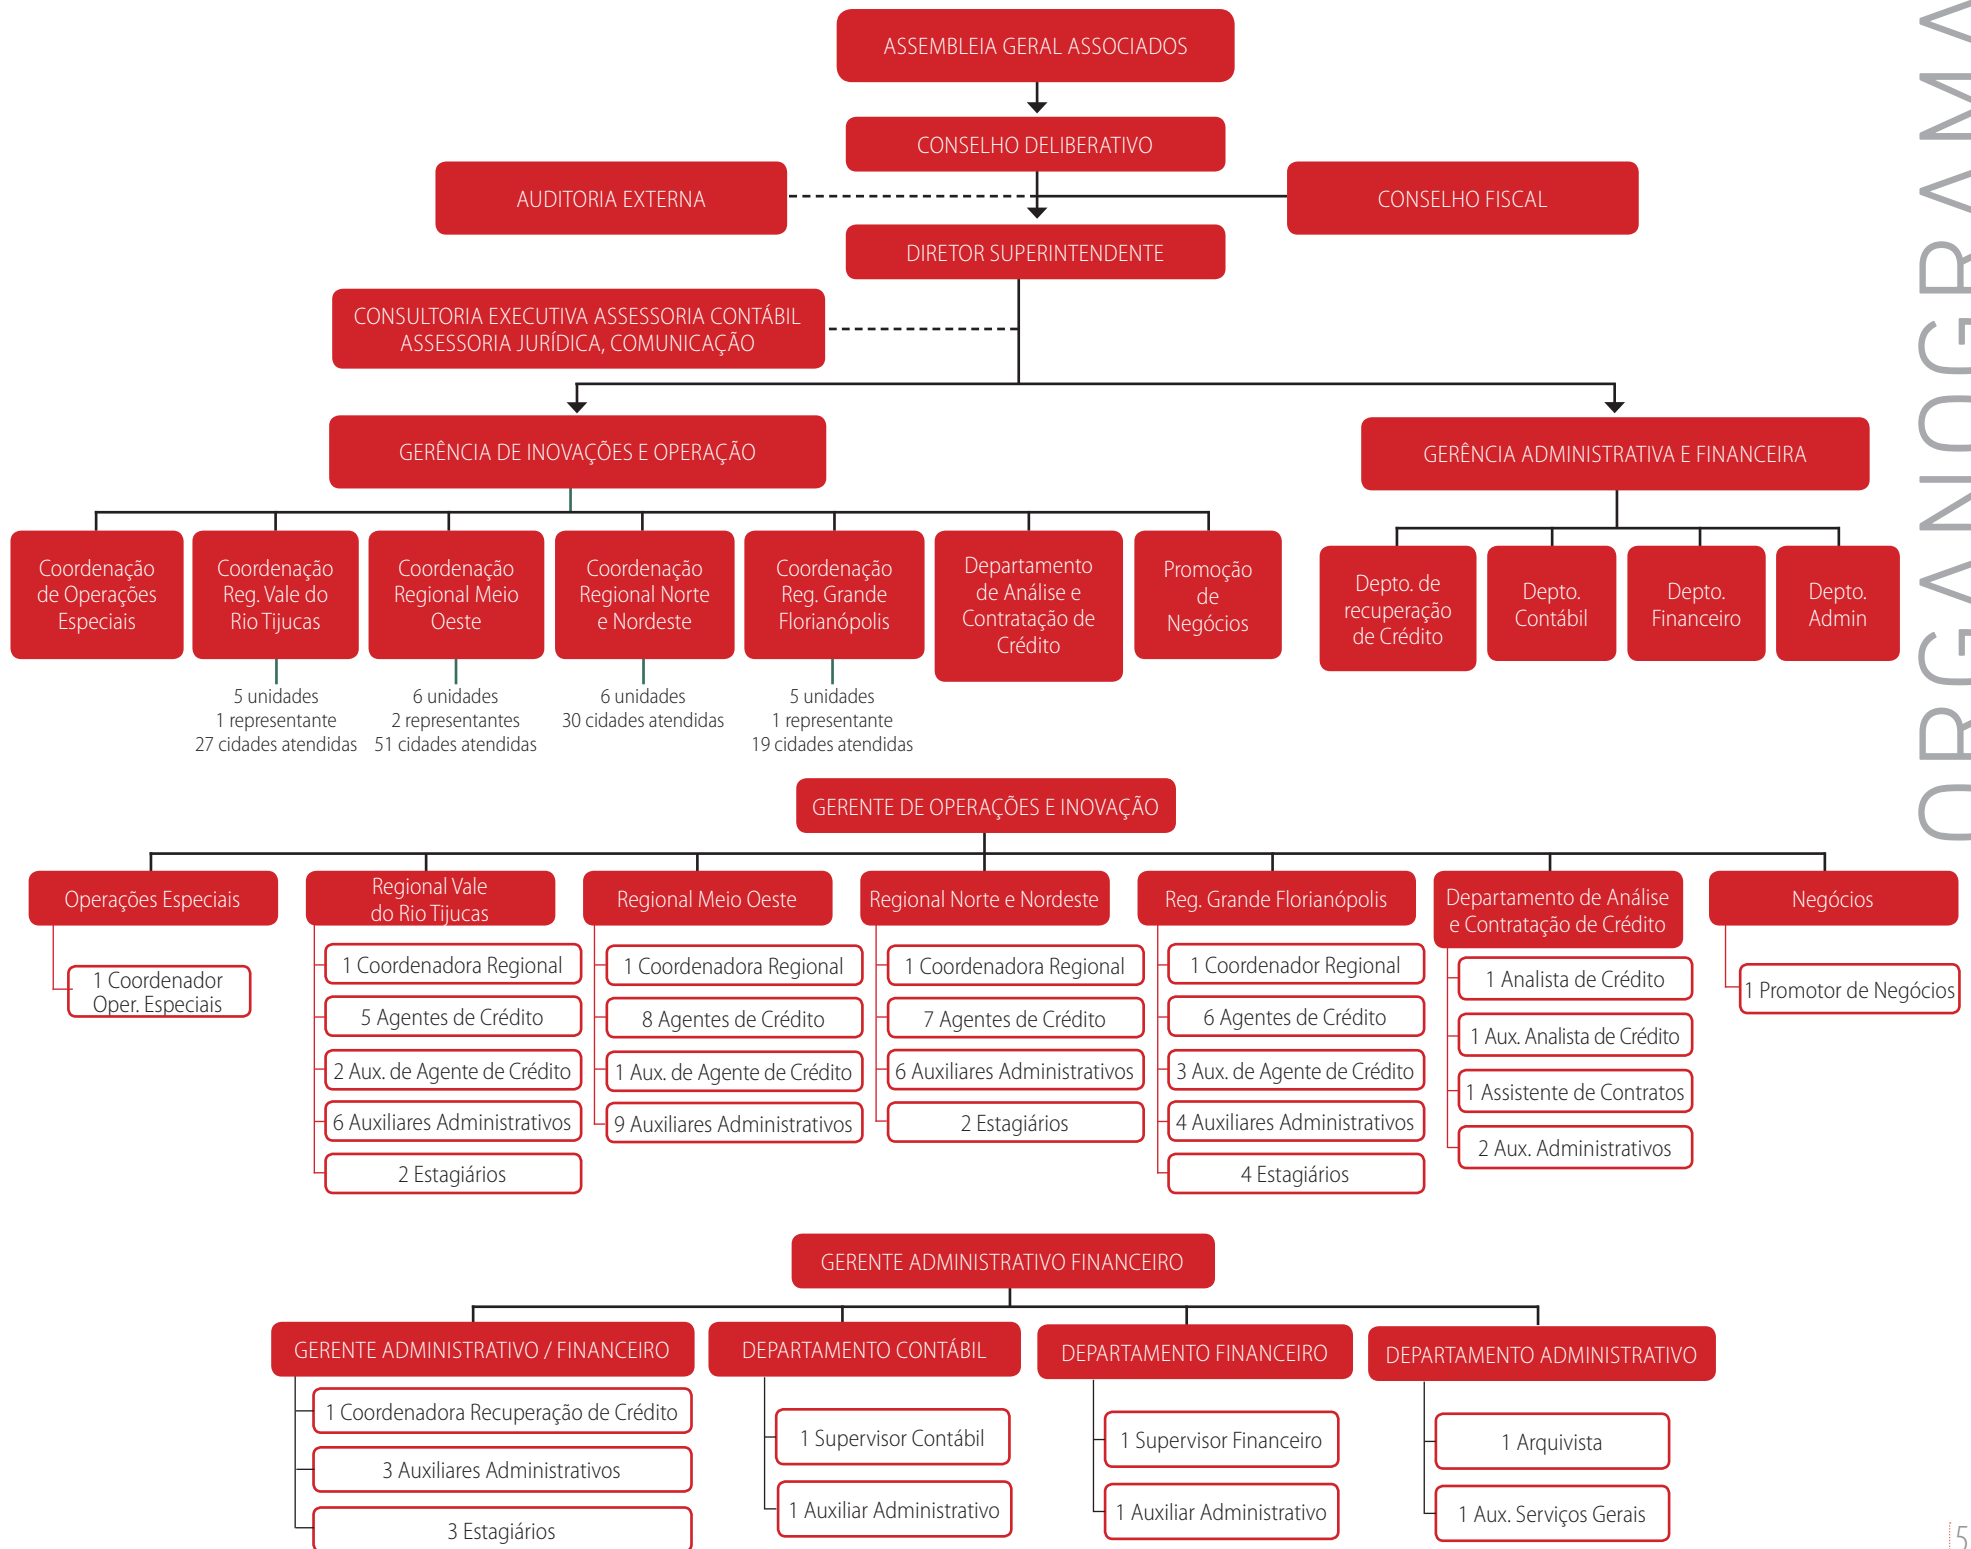 ORGANOGRAMA
ASSEMBLEIA GERAL ASSOCIADOS
CONSELHO DELIBERATIVO
AUDITORIA EXTERNA
CONSELHO FISCAL
DIRETOR SUPERINTENDENTE
CONSULTORIA EXECUTIVA ASSESSORIA CONTÁBIL
ASSESSORIA JURÍDICA, COMUNICAÇÃO
GERÊNCIA DE INOVAÇÕES E OPERAÇÃO
GERÊNCIA ADMINISTRATIVA E FINANCEIRA
Coordenação
de Operações
Especiais
Coordenação
Reg. Vale do
Rio Tijucas
Coordenação
Regional Meio
Oeste
Coordenação
Regional Norte
e Nordeste
Coordenação
Reg. Grande
Florianópolis
Departamento
de Análise e
Contratação de
Crédito
Promoção
de
Negócios
Depto. de
recuperação
de Crédito
Depto.
Contábil
Depto.
Financeiro
Depto.
Admin
5 unidades
1 representante
27 cidades atendidas
6 unidades
2 representantes
51 cidades atendidas
6 unidades
30 cidades atendidas
5 unidades
1 representante
19 cidades atendidas
GERENTE DE OPERAÇÕES E INOVAÇÃO
Operações Especiais
1 Coordenador
Oper. Especiais
Regional Vale
do Rio Tijucas
1 Coordenadora Regional
5 Agentes de Crédito
2 Aux. de Agente de Crédito
6 Auxiliares Administrativos
2 Estagiários
Regional Meio Oeste
1 Coordenadora Regional
8 Agentes de Crédito
1 Aux. de Agente de Crédito
9 Auxiliares Administrativos
Regional Norte e Nordeste
1 Coordenadora Regional
7 Agentes de Crédito
6 Auxiliares Administrativos
2 Estagiários
Reg. Grande Florianópolis
1 Coordenador Regional
6 Agentes de Crédito
3 Aux. de Agente de Crédito
4 Auxiliares Administrativos
4 Estagiários
Departamento de Análise
e Contratação de Crédito
1 Analista de Crédito
1 Aux. Analista de Crédito
1 Assistente de Contratos
2 Aux. Administrativos
Negócios
1 Promotor de Negócios
GERENTE ADMINISTRATIVO FINANCEIRO
GERENTE ADMINISTRATIVO / FINANCEIRO
1 Coordenadora Recuperação de Crédito
3 Auxiliares Administrativos
3 Estagiários
DEPARTAMENTO CONTÁBIL
1 Supervisor Contábil
1 Auxiliar Administrativo
DEPARTAMENTO FINANCEIRO
1 Supervisor Financeiro
1 Auxiliar Administrativo
DEPARTAMENTO ADMINISTRATIVO
1 Arquivista
1 Aux. Serviços Gerais
5